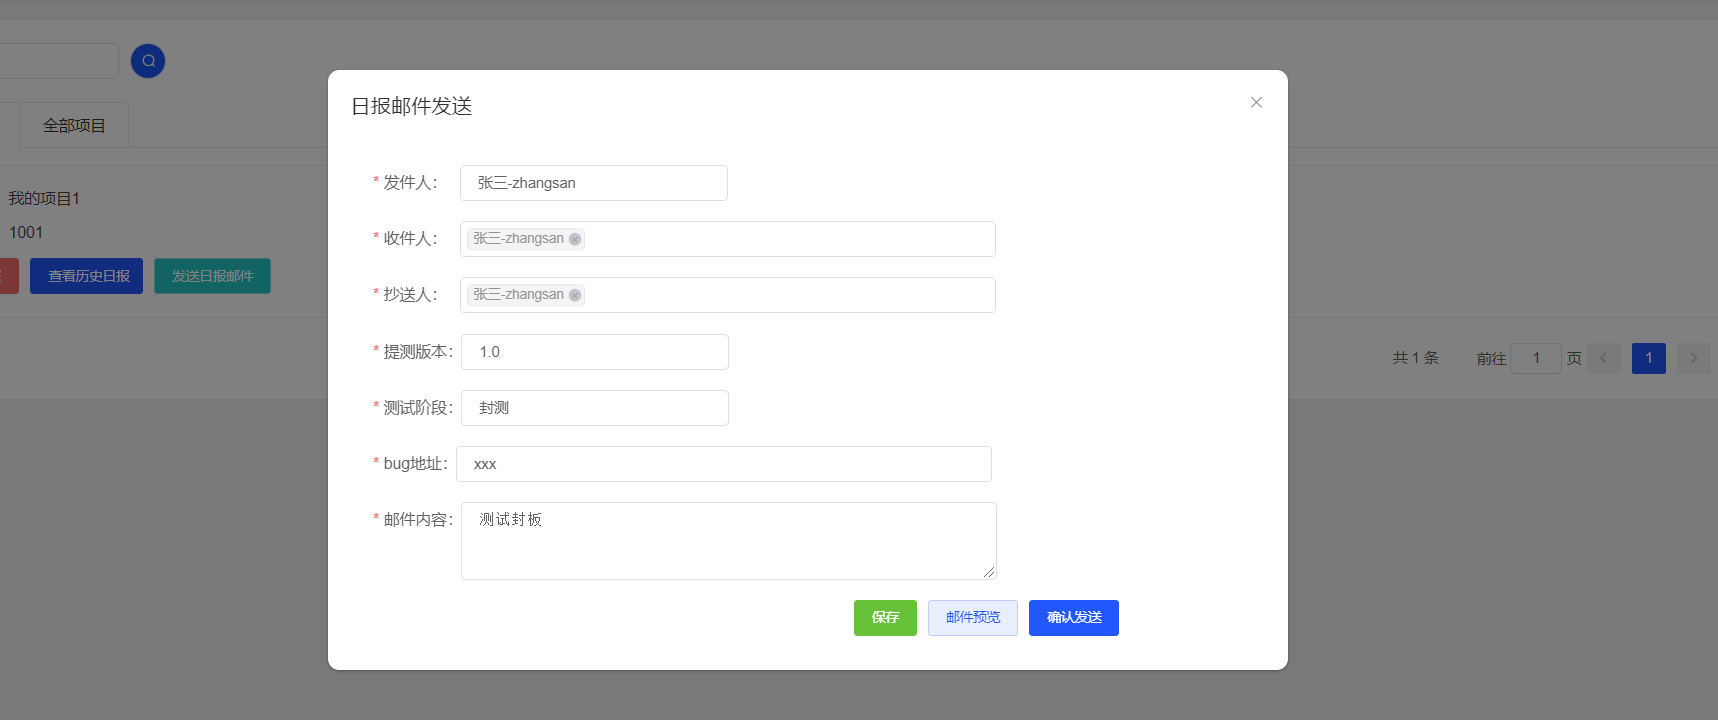 全部项目
我的项目1
1001
查看历史日报
发送日报邮件
日报邮件发送
* 发件人： 张三-zhangsan
* 收件人： 张三-zhangsan
* 抄送人： 张三-zhangsan
* 提测版本： 1.0
* 测试阶段： 封测
* bug地址： xxx
* 邮件内容： 测试封板
保存 邮件预览 确认发送
共 1 条 前往 1 页 1